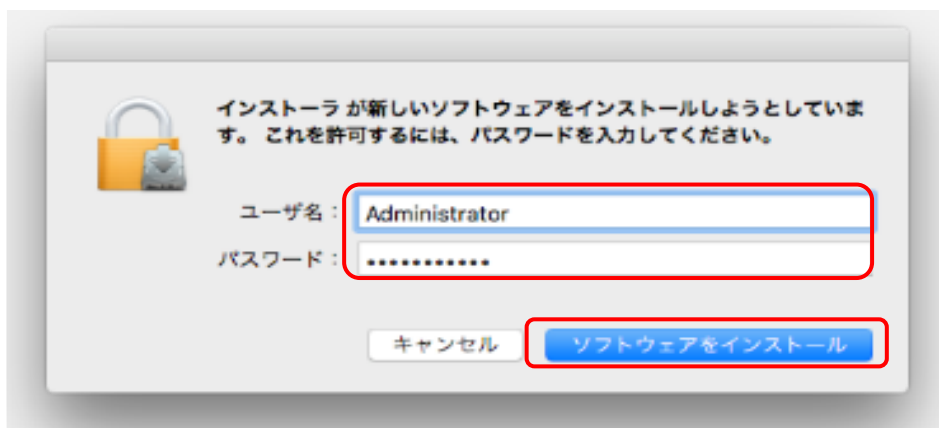 インストーラ が新しいソフトウェアをインストールしようとしていま
す。 これを許可するには、パスワードを入力してください。
ユーザ名：
Administrator
パスワード：
•••••••••••
キャンセル
ソフトウェアをインストール